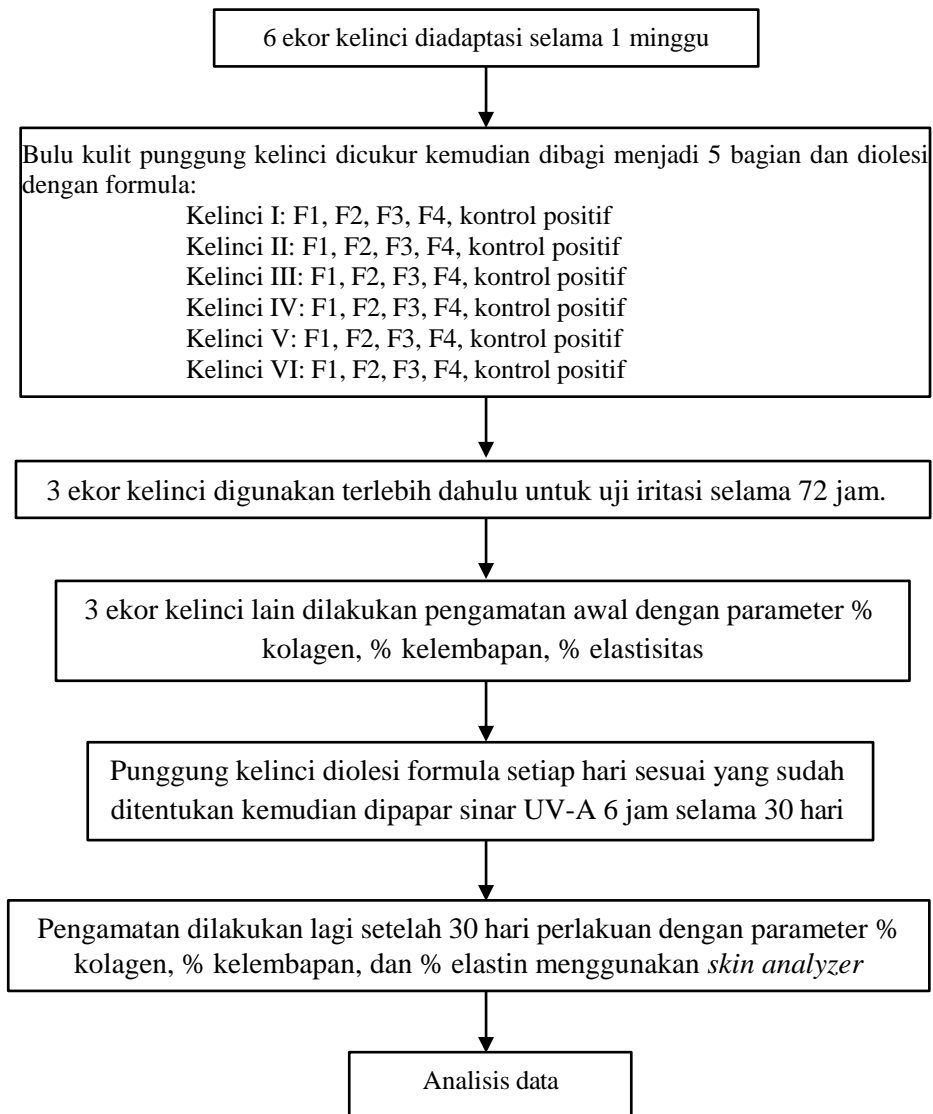 6 ekor kelinci diadaptasi selama 1 minggu
Bulu kulit punggung kelinci dicukur kemudian dibagi menjadi 5 bagian dan diolesi
dengan formula:
Kelinci I: F1, F2, F3, F4, kontrol positif
Kelinci II: F1, F2, F3, F4, kontrol positif
Kelinci III: F1, F2, F3, F4, kontrol positif
Kelinci IV: F1, F2, F3, F4, kontrol positif
Kelinci V: F1, F2, F3, F4, kontrol positif
Kelinci VI: F1, F2, F3, F4, kontrol positif
3 ekor kelinci digunakan terlebih dahulu untuk uji iritasi selama 72 jam.
3 ekor kelinci lain dilakukan pengamatan awal dengan parameter %
kolagen, % kelembapan, % elastisitas
Punggung kelinci diolesi formula setiap hari sesuai yang sudah
ditentukan kemudian dipapar sinar UV-A 6 jam selama 30 hari
Pengamatan dilakukan lagi setelah 30 hari perlakuan dengan parameter %
kolagen, % kelembapan, dan % elastin menggunakan skin analyzer
Analisis data